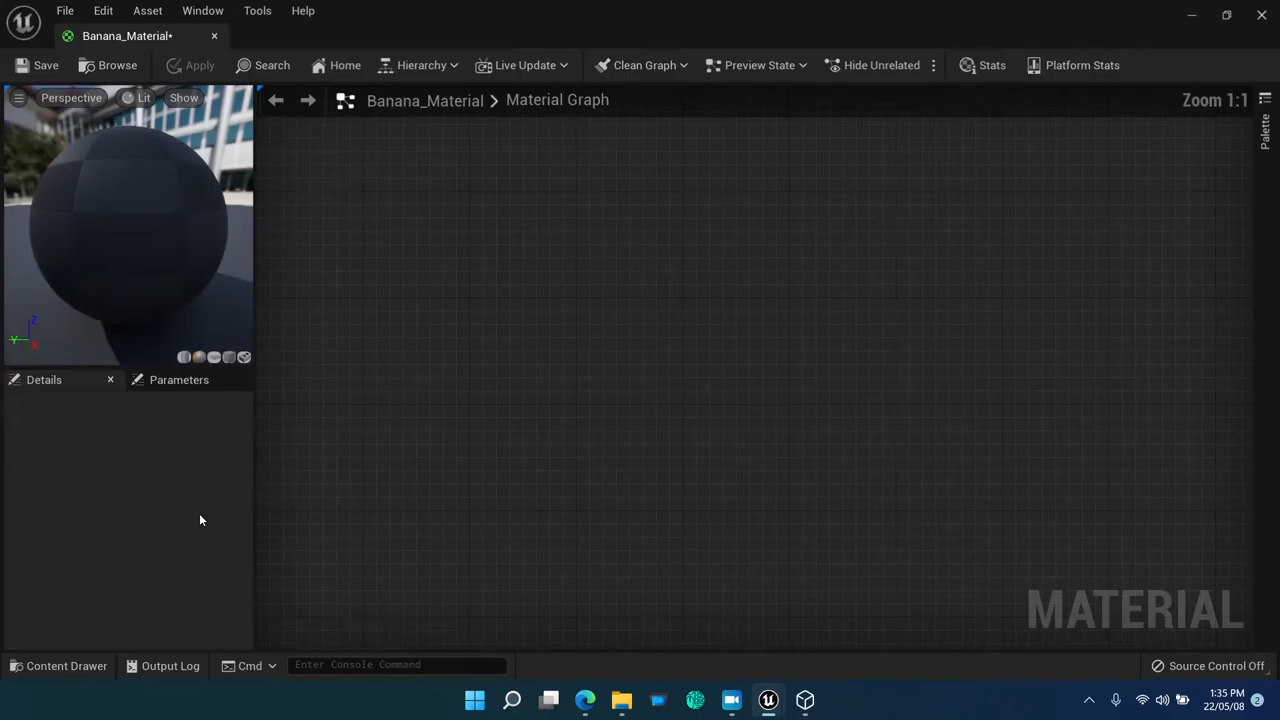 File Edit Asset Window Tools Help
Banana_Material*
Save Browse Apply Search Home Hierarchy Live Update Clean Graph Preview State Hide Unrelated Stats Platform Stats
Perspective Lit Show
Banana_Material > Material Graph
Zoom 1:1
Palette
Z
Y
X
Details Parameters
MATERIAL
Content Drawer Output Log Cmd Enter Console Command Source Control Off
1:35 PM
22/05/08
2